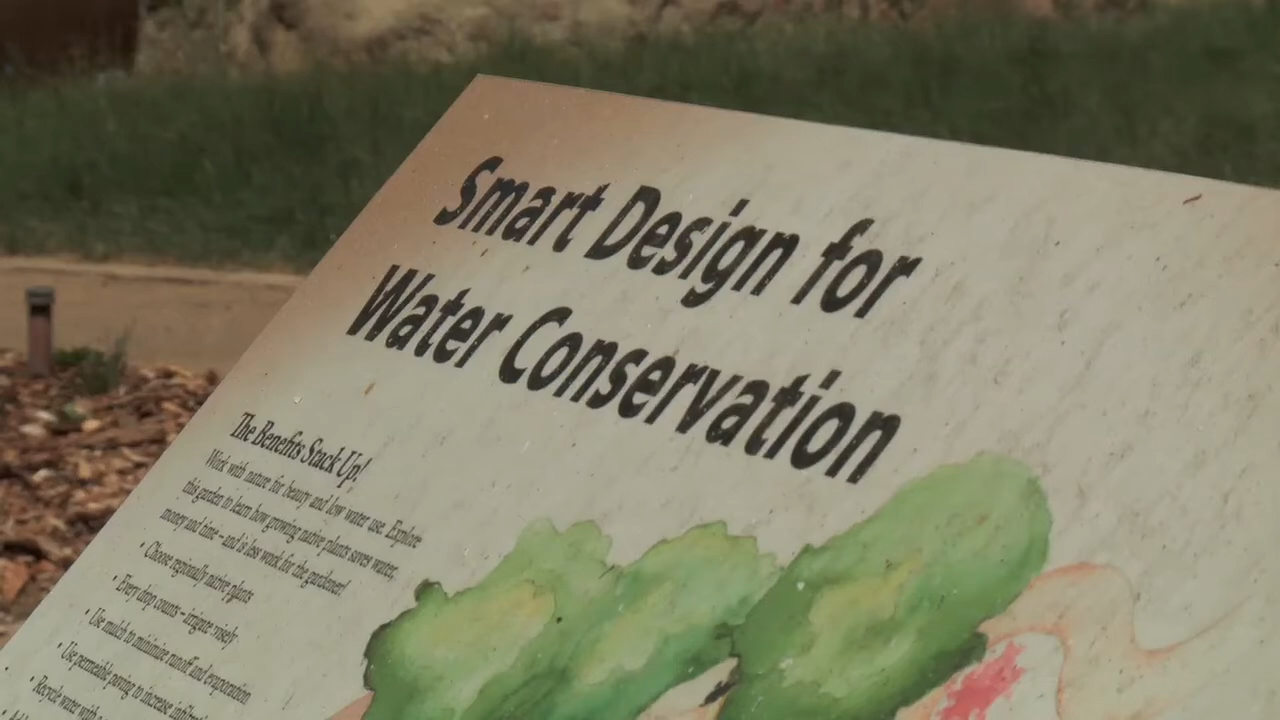 Smart Design for
Water Conservation
The Benefits Stack Up!
Work with nature for beauty and low water use. Explore
this garden to learn how growing native plants saves water,
money and time – and is less work for the gardener!
• Choose regionally native plants
• Every drop counts – irrigate wisely
• Use mulch to minimize runoff and evaporation
• Use permeable paving to increase
• Recycle water with a